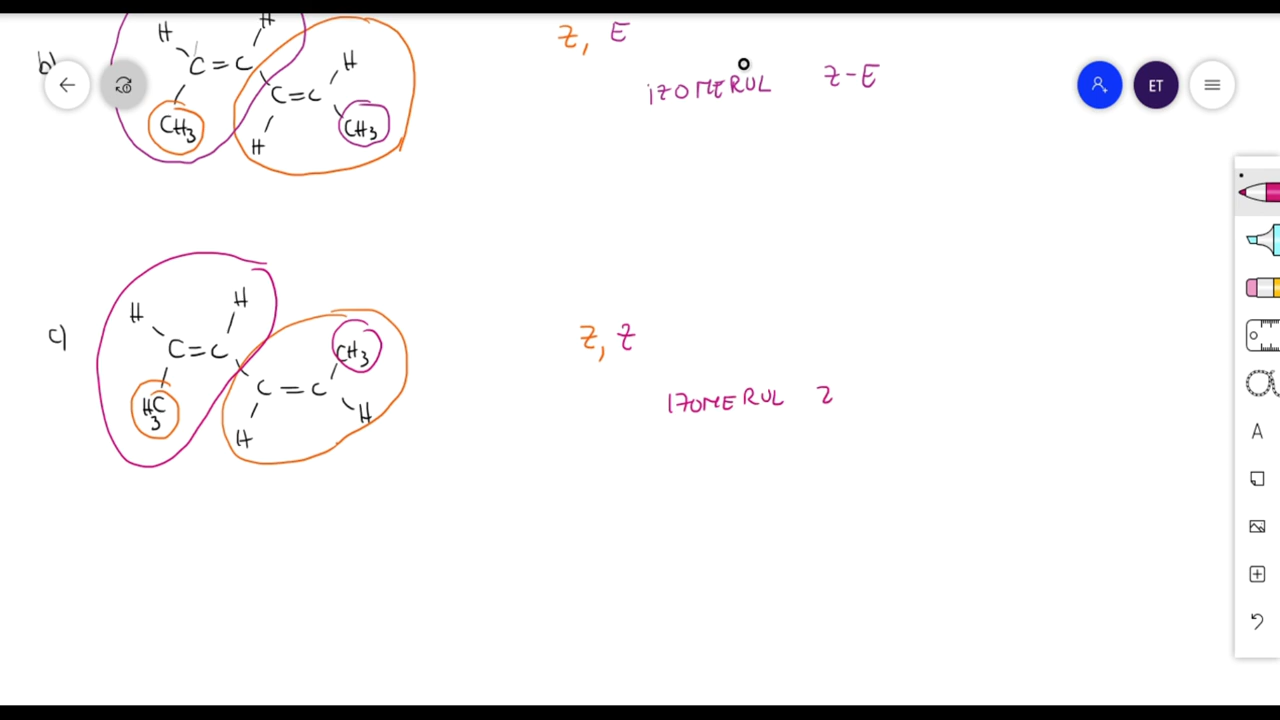 b)
H
H
C=C
CH3
C=C
H
H
CH3
Z, E
IZOMERUL Z-E
ET
c)
H
H
C=C
H3C
C=C
CH3
H
H
Z, Z
IZOMERUL Z
A